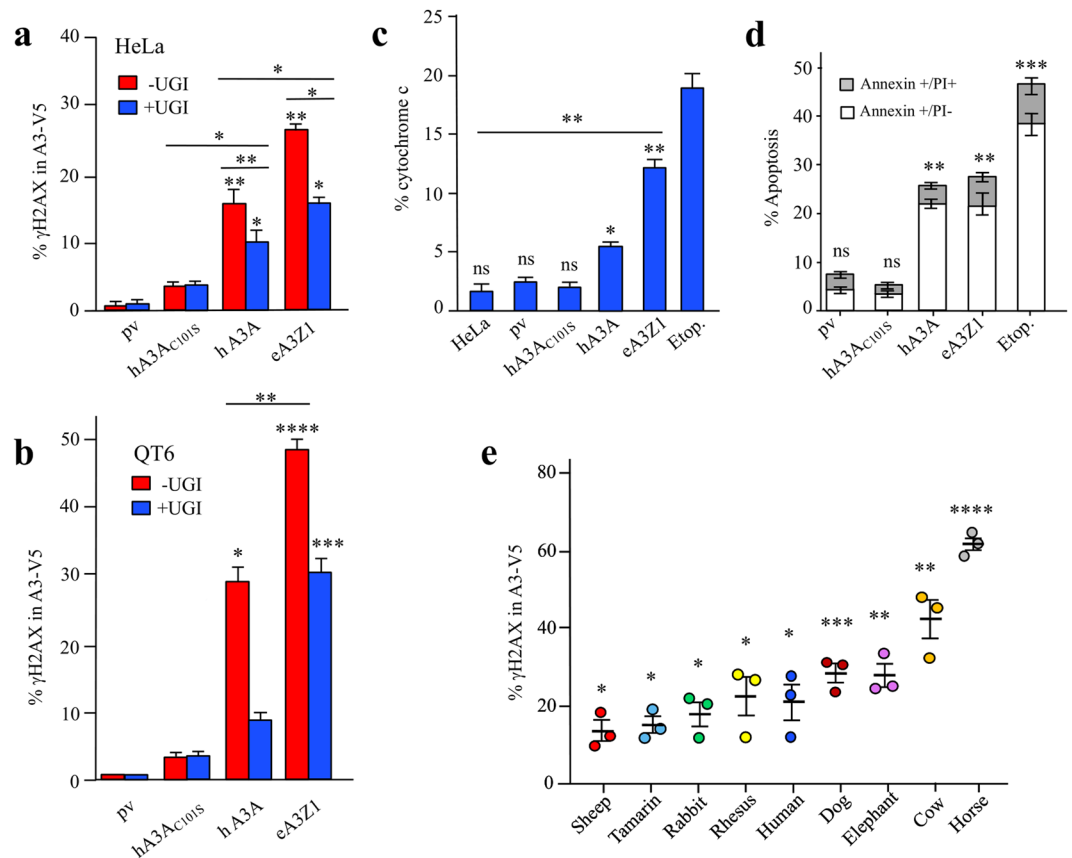 a
HeLa
-UGI
+UGI
% γH2AX in A3-V5
40
30
20
10
0
*
*
*
**
**
**
*
*
pv
hA3AC101S
h A3A
eA3Z1
b
QT6
-UGI
+UGI
% γH2AX in A3-V5
50
40
30
20
10
0
**
****
***
*
pv
hA3AC101S
h A3A
eA3Z1
c
% cytochrome c
25
20
15
10
5
0
**
**
*
ns
ns
ns
HeLa
pv
hA3AC101S
hA3A
eA3Z1
Etop.
d
Annexin +/PI+
Annexin +/PI-
% Apoptosis
50
40
30
20
10
0
***
**
**
ns
ns
pv
hA3AC101S
hA3A
eA3Z1
Etop.
e
% γH2AX in A3-V5
80
60
40
20
0
*
*
*
*
*
***
**
**
****
Sheep
Tamarin
Rabbit
Rhesus
Human
Dog
Elephant
Cow
Horse